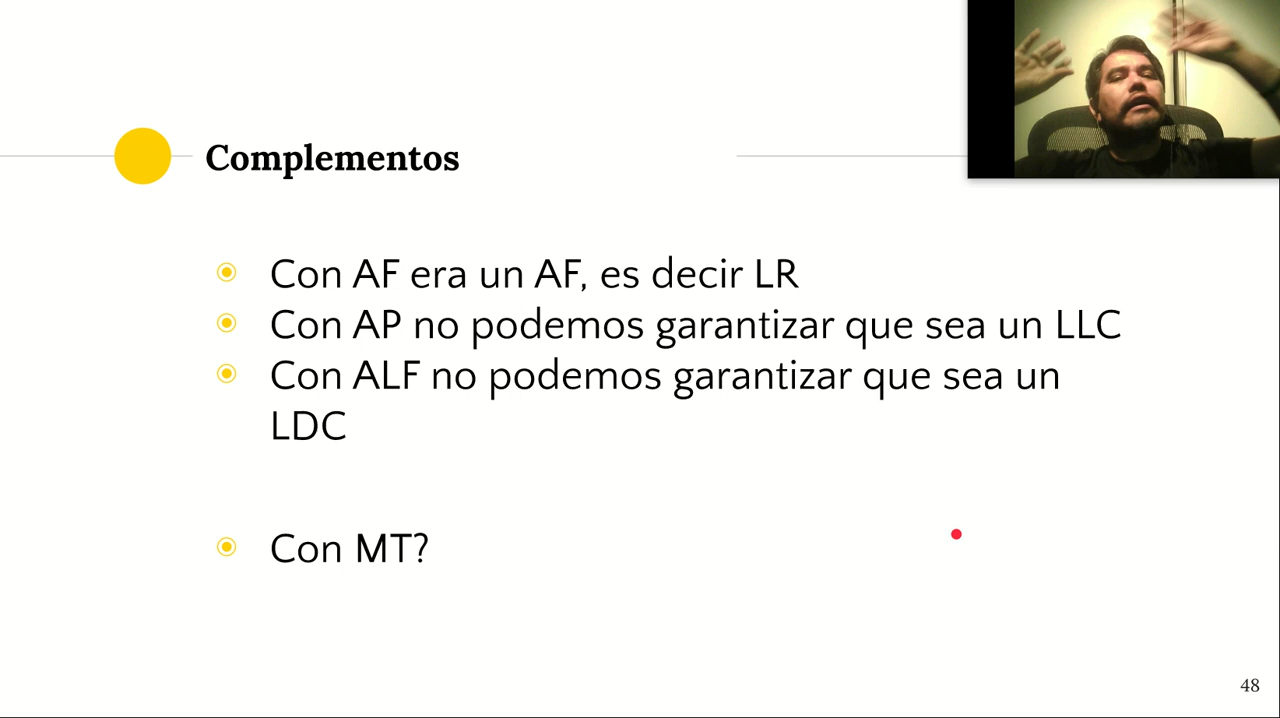 Complementos
Con AF era un AF, es decir LR
Con AP no podemos garantizar que sea un LLC
Con ALF no podemos garantizar que sea un
LDC
Con MT?
48